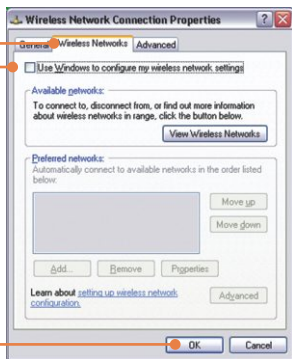 Wireless Network Connection Properties
General Wireless Networks Advanced
Use Windows to configure my wireless network settings
Available networks:
To connect to, disconnect from, or find out more information
about wireless networks in range, click the button below.
View Wireless Networks
Preferred networks:
Automatically connect to available networks in the order listed
below:
Move up
Move down
Add... Remove Properties
Learn about setting up wireless network
configuration.
Advanced
OK Cancel